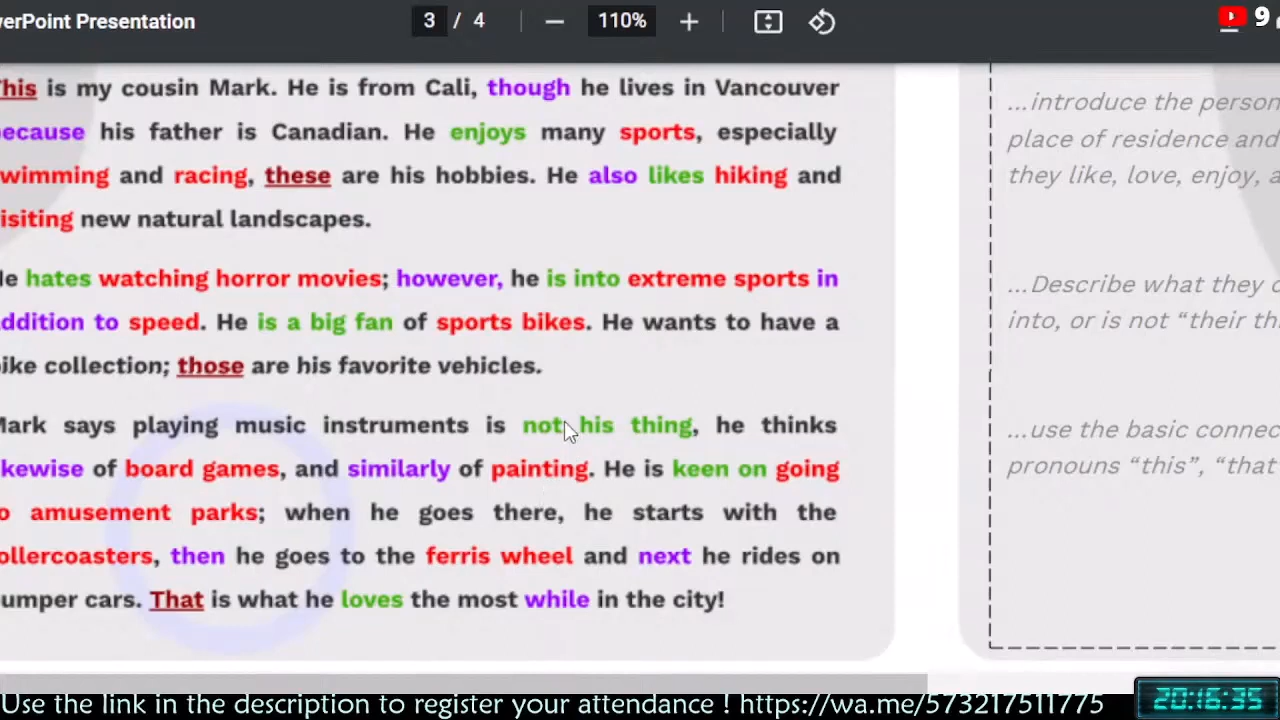 werPoint Presentation
3 / 4
110%
9
This is my cousin Mark. He is from Cali, though he lives in Vancouver
ecause his father is Canadian. He enjoys many sports, especially
wimming and racing, these are his hobbies. He also likes hiking and
isiting new natural landscapes.
He hates watching horror movies; however, he is into extreme sports in
ddition to speed. He is a big fan of sports bikes. He wants to have a
ike collection; those are his favorite vehicles.
Mark says playing music instruments is not his thing, he thinks
kewise of board games, and similarly of painting. He is keen on going
o amusement parks; when he goes there, he starts with the
ollercoasters, then he goes to the ferris wheel and next he rides on
umper cars. That is what he loves the most while in the city!
...introduce the person
place of residence and
they like, love, enjoy, a
...Describe what they d
into, or is not "their th
...use the basic connec
pronouns "this", "that
Use the link in the description to register your attendance ! https://wa.me/573217511775
20:16:35